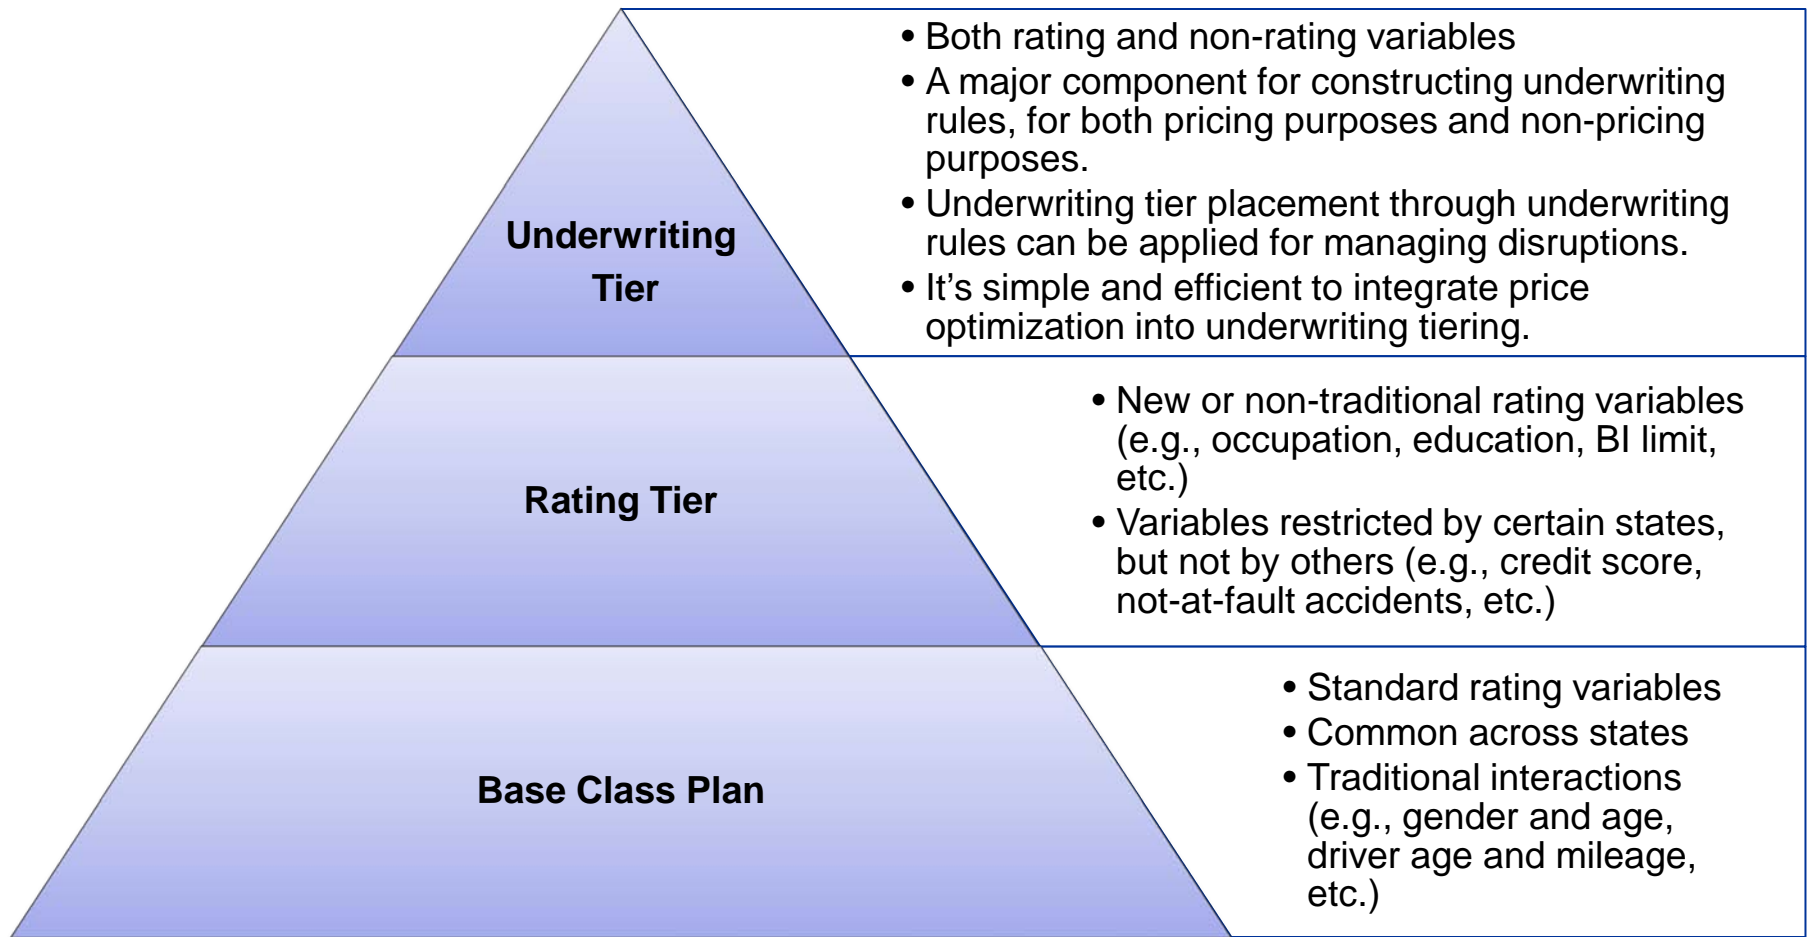 • Both rating and non-rating variables
• A major component for constructing underwriting
rules, for both pricing purposes and non-pricing
purposes.
• Underwriting tier placement through underwriting
rules can be applied for managing disruptions.
• It’s simple and efficient to integrate price
optimization into underwriting tiering.
Underwriting
Tier
• New or non-traditional rating variables
(e.g., occupation, education, BI limit,
etc.)
• Variables restricted by certain states,
but not by others (e.g., credit score,
not-at-fault accidents, etc.)
Rating Tier
• Standard rating variables
• Common across states
• Traditional interactions
(e.g., gender and age,
driver age and mileage,
etc.)
Base Class Plan